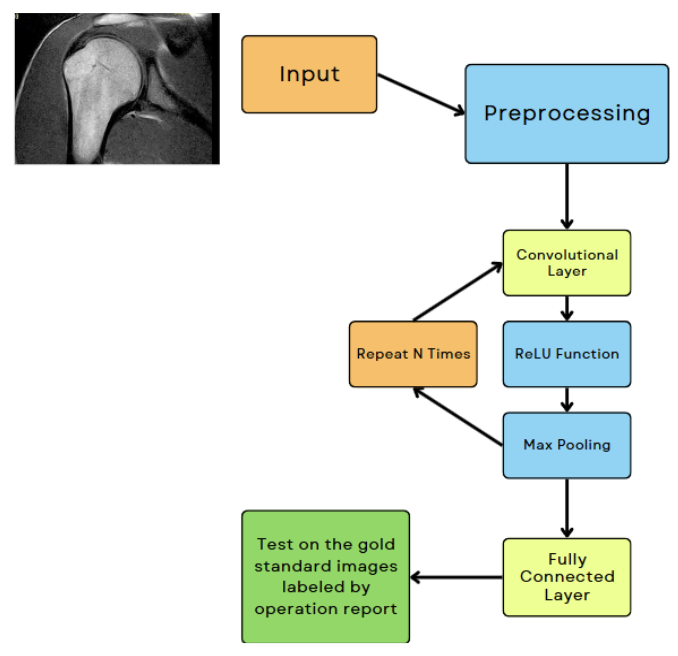 Input
Preprocessing
Convolutional
Layer
Repeat N Times
ReLU Function
Max Pooling
Test on the gold
standard images
labeled by
operation report
Fully
Connected
Layer